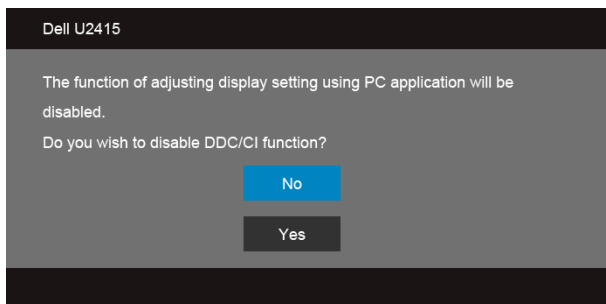 Dell U2415
The function of adjusting display setting using PC application will be
disabled.
Do you wish to disable DDC/CI function?
No
Yes